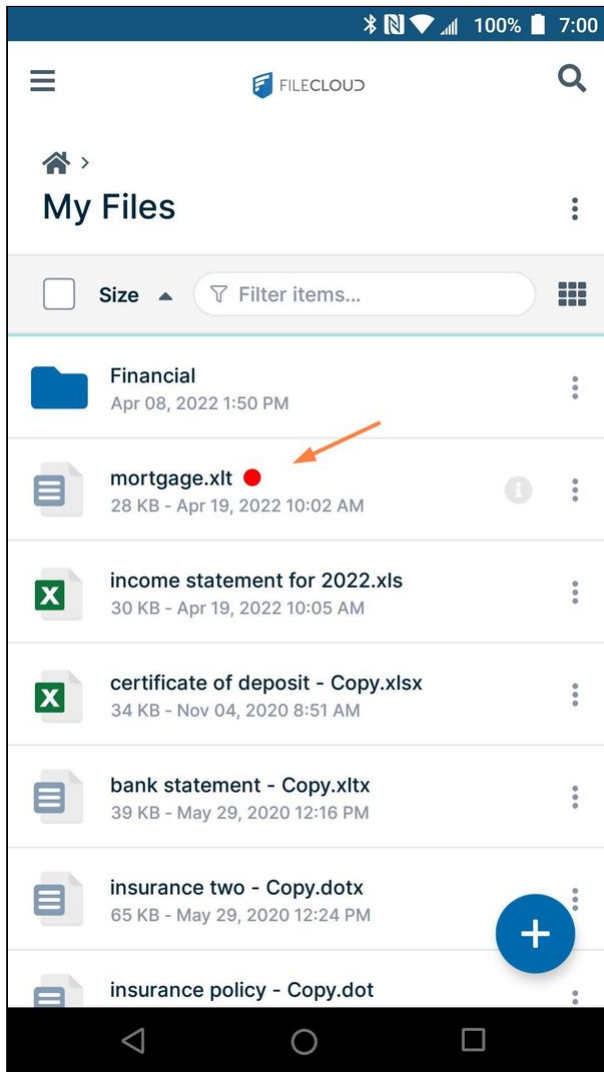 100% 7:00
FILECLOUD
My Files
Size Filter items...
Financial
Apr 08, 2022 1:50 PM
mortgage.xlt
28 KB - Apr 19, 2022 10:02 AM
income statement for 2022.xls
30 KB - Apr 19, 2022 10:05 AM
certificate of deposit - Copy.xlsx
34 KB - Nov 04, 2020 8:51 AM
bank statement - Copy.xltx
39 KB - May 29, 2020 12:16 PM
insurance two - Copy.dotx
65 KB - May 29, 2020 12:24 PM
insurance policy - Copy.dot